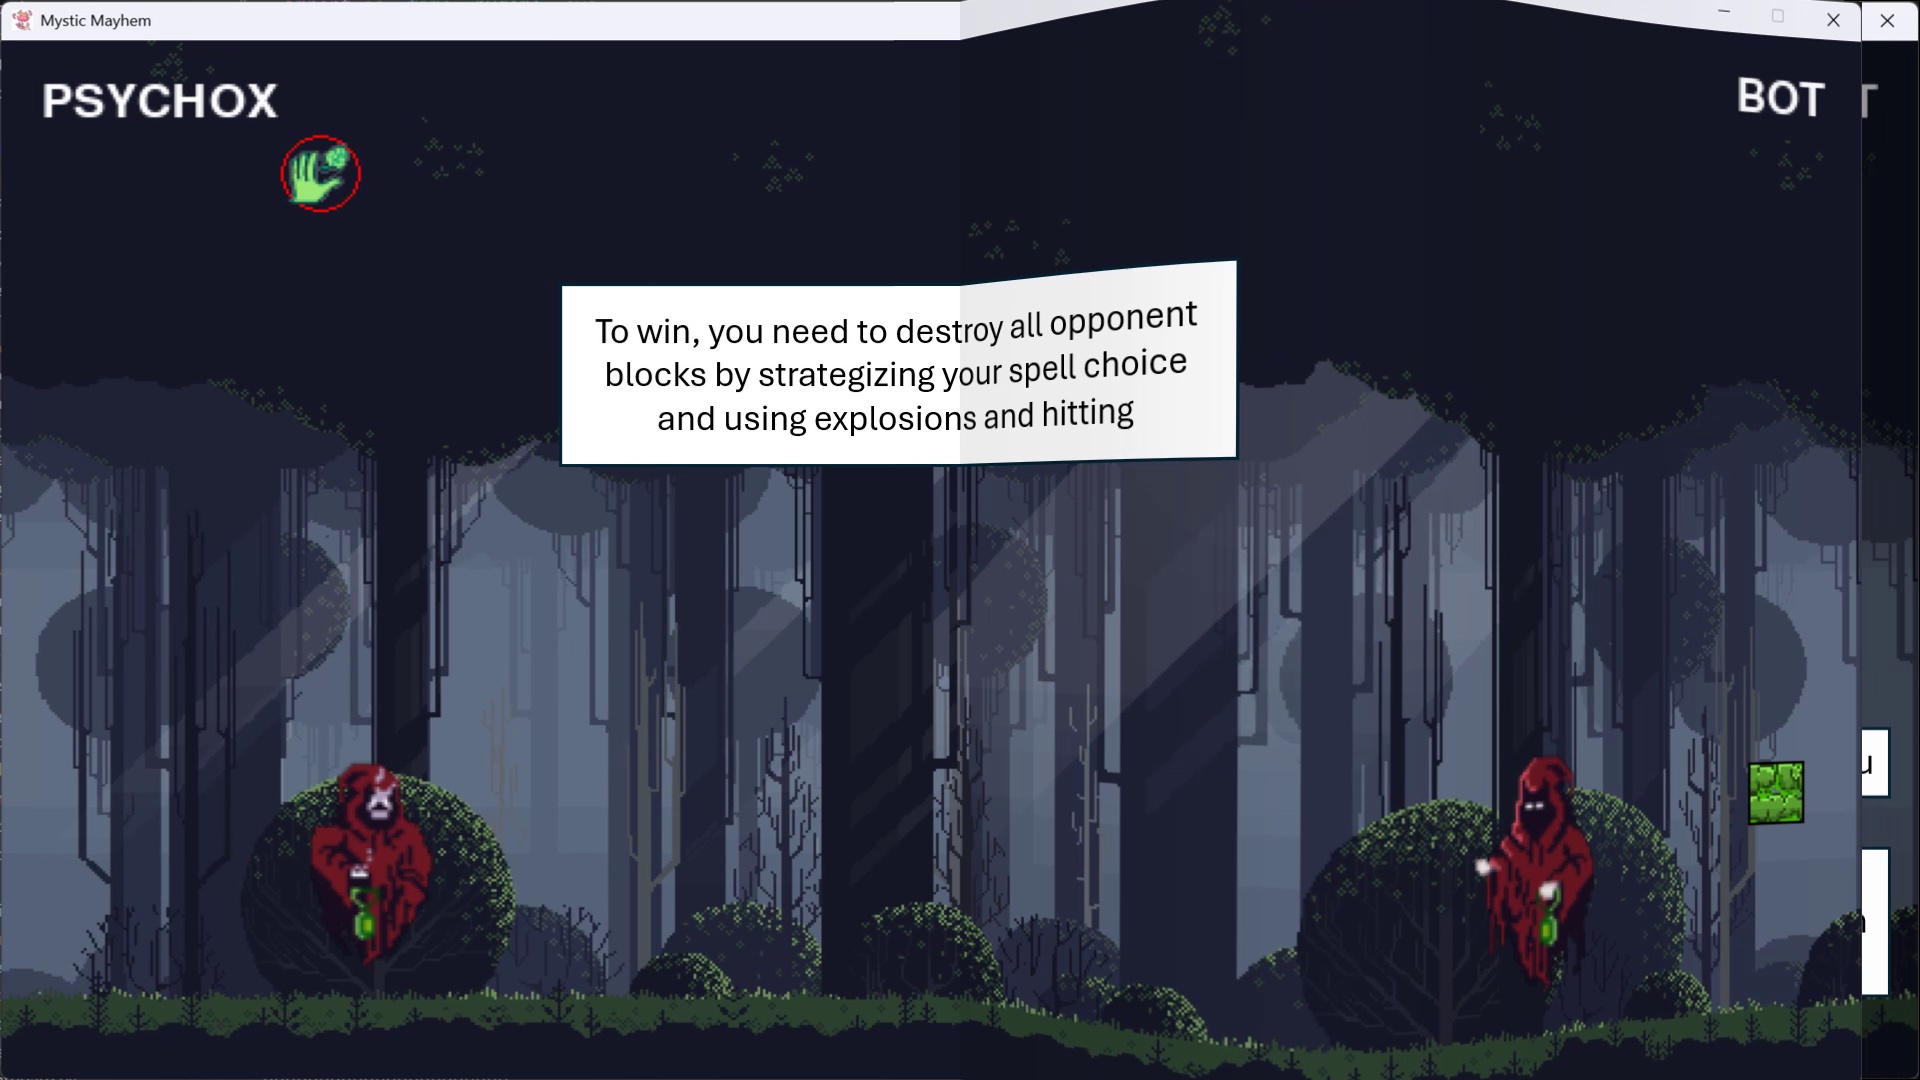 Mystic Mayhem
PSYCHOX
BOT
T
To win, you need to destroy all opponent
blocks by strategizing your spell choice
and using explosions and hitting
u